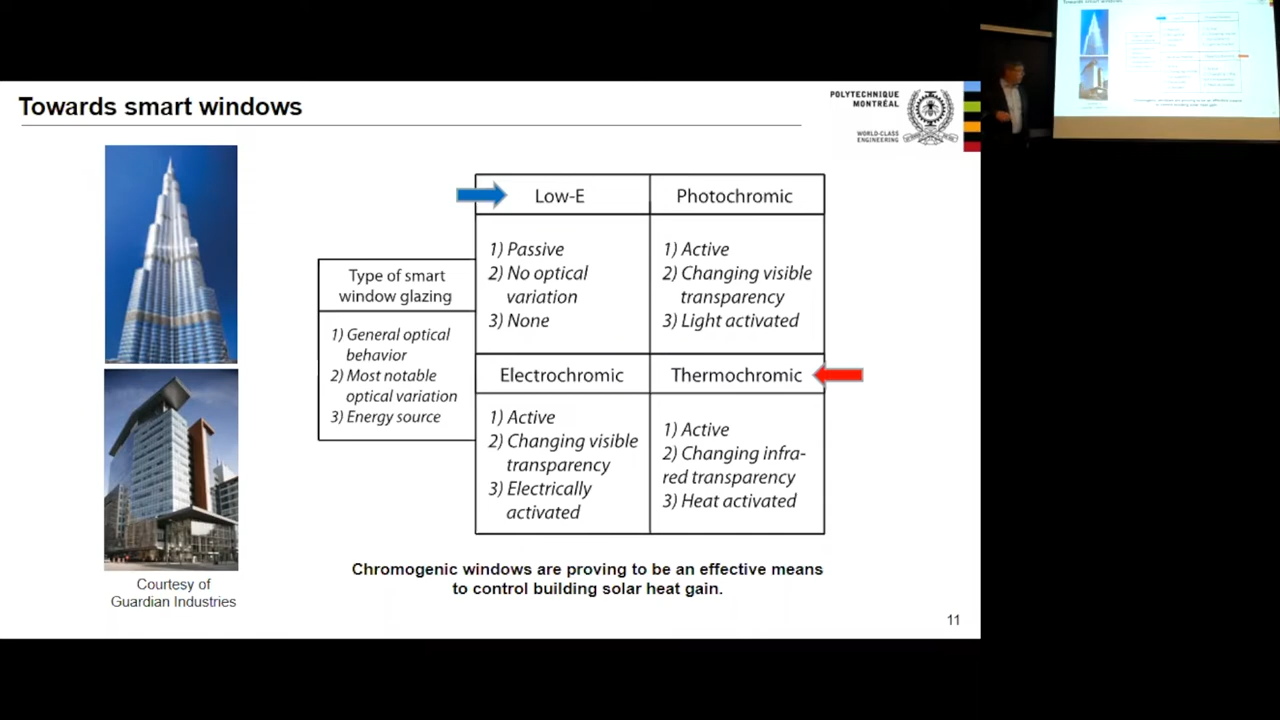 Towards smart windows
POLYTECHNIQUE
MONTRÉAL
WORLD-CLASS
ENGINEERING
Low-E
Photochromic
Type of smart
window glazing
1) General optical
behavior
2) Most notable
optical variation
3) Energy source
1) Passive
2) No optical
variation
3) None
1) Active
2) Changing visible
transparency
3) Light activated
Electrochromic
Thermochromic
1) Active
2) Changing visible
transparency
3) Electrically
activated
1) Active
2) Changing infra-
red transparency
3) Heat activated
Courtesy of
Guardian Industries
Chromogenic windows are proving to be an effective means
to control building solar heat gain.
11
Towards smart windows